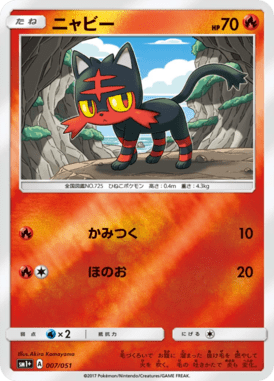 たね ニャビー HP70
全国図鑑NO.725 ひねこポケモン 高さ:0.4m 重さ:4.3kg
かみつく 10
ほのお 20
弱点 ×2 抵抗力 にげる
illus. Akira Komayama
SM1+ A 007/051
©2017 Pokémon/Nintendo/Creatures/GAME FREAK.